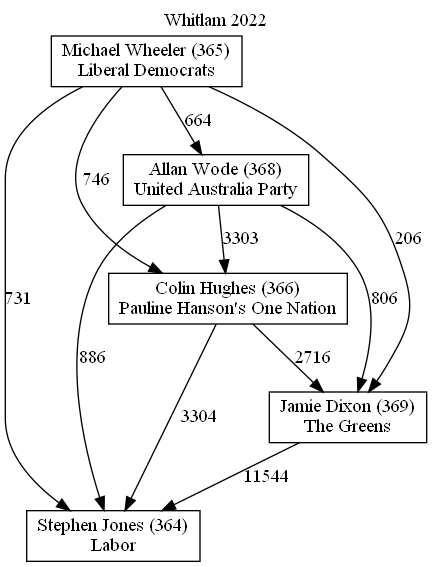 Whitlam 2022
Michael Wheeler (365)
Liberal Democrats
664
Allan Wode (368)
United Australia Party
746
3303
206
Colin Hughes (366)
Pauline Hanson's One Nation
731
806
886
2716
3304
Jamie Dixon (369)
The Greens
11544
Stephen Jones (364)
Labor